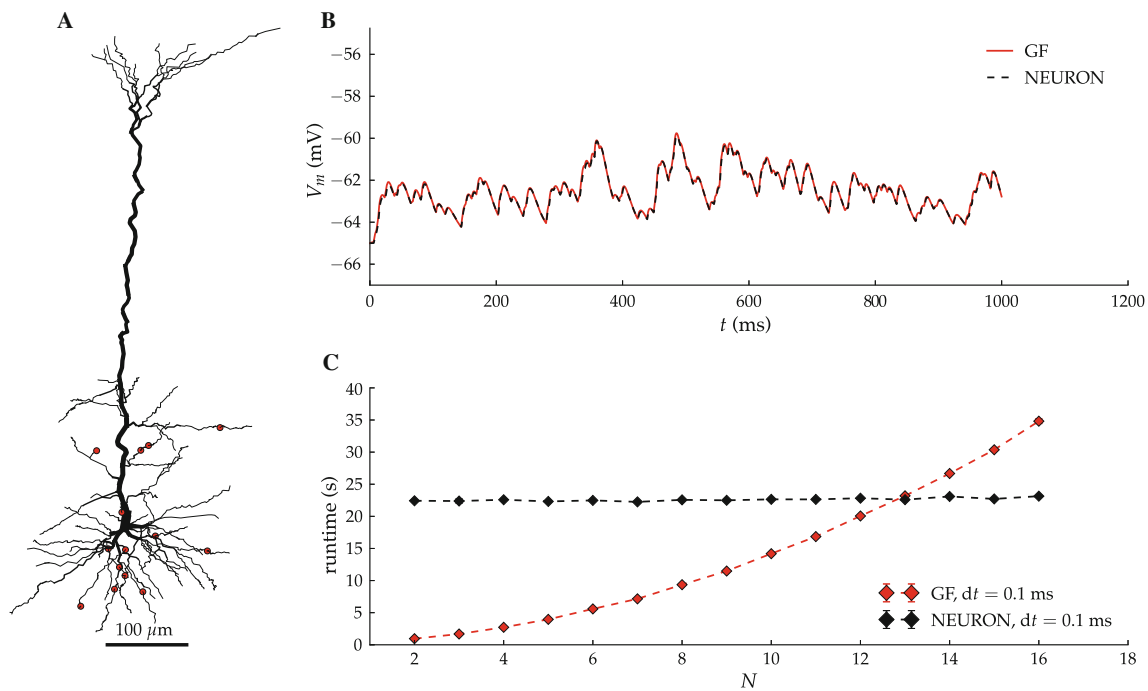 A
100 μm
B
−56
−58
−60
−62
−64
−66
Vm (mV)
GF
NEURON
0 200 400 600 800 1000 1200
t (ms)
C
40
35
30
25
20
15
10
5
0
runtime (s)
GF, dt = 0.1 ms
NEURON, dt = 0.1 ms
2 4 6 8 10 12 14 16 18
N